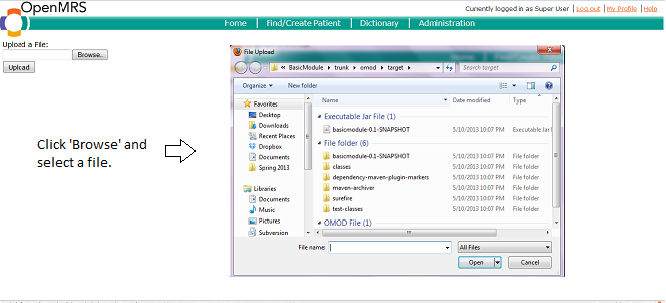 OpenMRS
Currently logged in as Super User | Log out | My Profile | Help
Home | Find/Create Patient | Dictionary | Administration
Upload a File:
Browse..
Upload
Click 'Browse' and
select a file.
File Upload
« BasicModule ▸ trunk ▸ omod ▸ target ▸
Search target
Organize New folder
Favorites
Desktop
Downloads
Recent Places
Dropbox
Documents
Spring 2013
Libraries
Documents
Music
Pictures
Subversion
Name Date modified Type
Executable Jar File (1)
basicmodule-0.1-SNAPSHOT 5/10/2013 10:07 PM Executable Jar
File folder (6)
basicmodule-0.1-SNAPSHOT 5/10/2013 10:07 PM File folder
classes 5/10/2013 10:07 PM File folder
dependency-maven-plugin-markers 5/10/2013 10:07 PM File folder
maven-archiver 5/10/2013 10:07 PM File folder
surefire 5/10/2013 10:07 PM File folder
test-classes 5/10/2013 10:07 PM File folder
OMOD File (1)
File name: All Files
Open Cancel